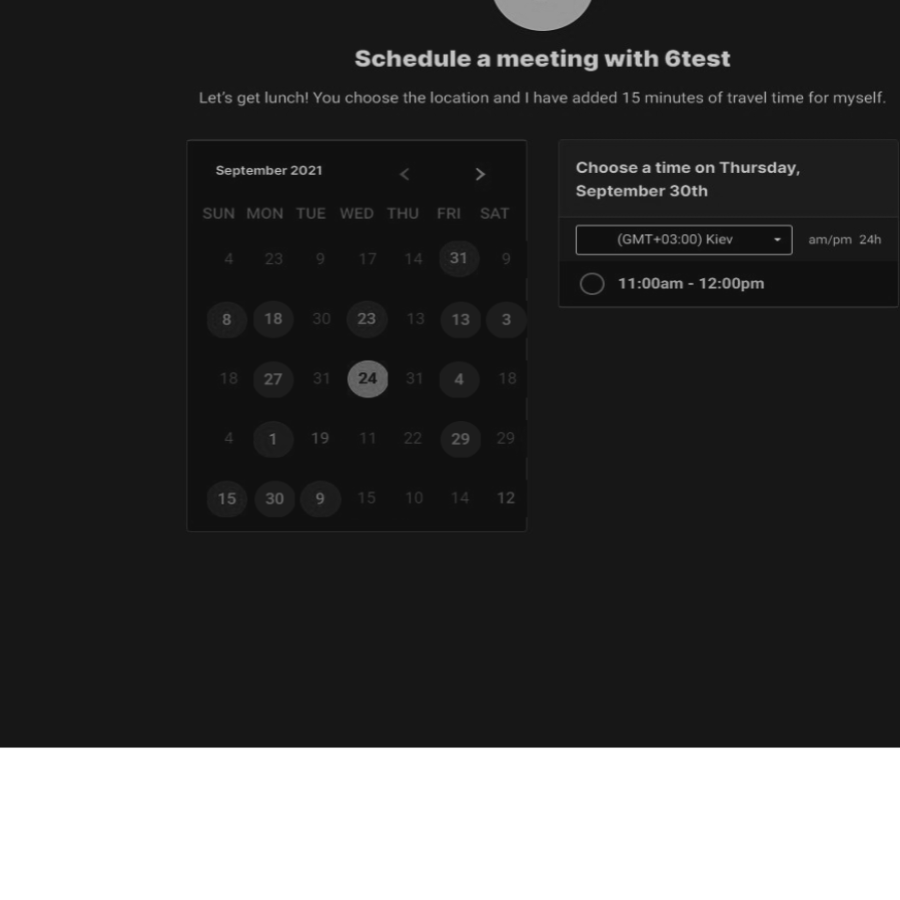 Schedule a meeting with 6test
Let's get lunch! You choose the location and I have added 15 minutes of travel time for myself.
September 2021
SUN MON TUE WED THU FRI SAT
4 23 9 17 14 31 9
8 18 30 23 13 13 3
18 27 31 24 31 4 18
4 1 19 11 22 29 29
15 30 9 15 10 14 12
Choose a time on Thursday,
September 30th
(GMT+03:00) Kiev am/pm 24h
11:00am - 12:00pm